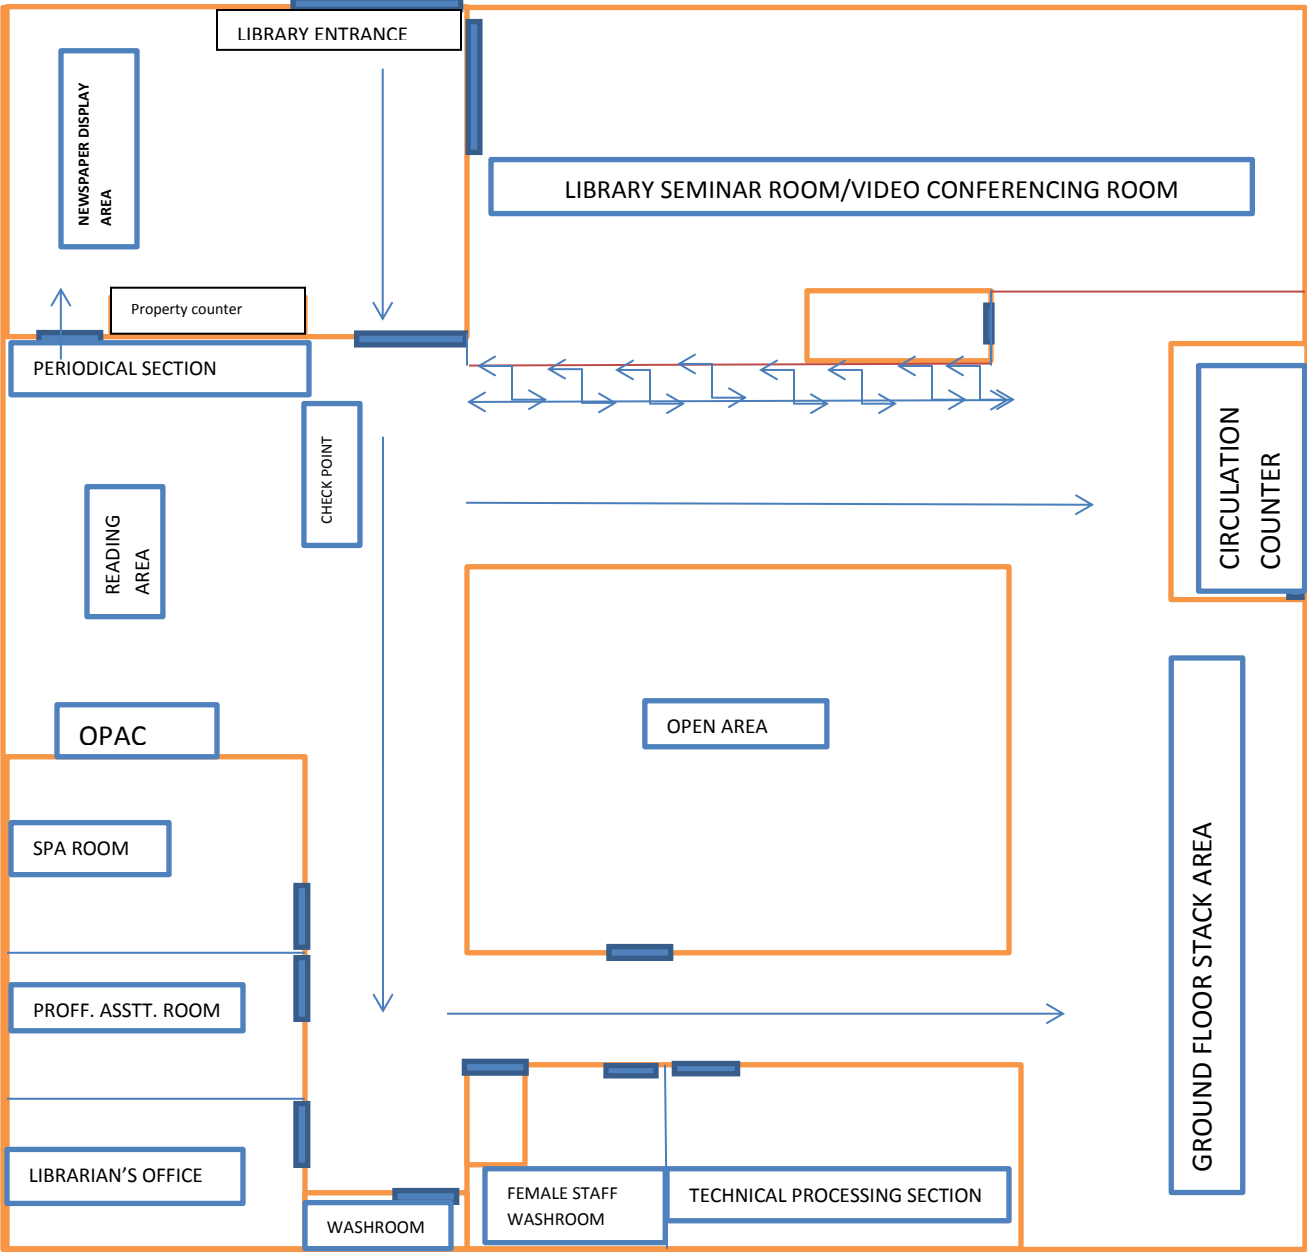 LIBRARY ENTRANCE
NEWSPAPER DISPLAY
AREA
LIBRARY SEMINAR ROOM/VIDEO CONFERENCING ROOM
Property counter
PERIODICAL SECTION
CHECK POINT
CIRCULATION
COUNTER
READING
AREA
OPAC
OPEN AREA
SPA ROOM
GROUND FLOOR STACK AREA
PROFF. ASSTT. ROOM
LIBRARIAN’S OFFICE
WASHROOM
FEMALE STAFF
WASHROOM
TECHNICAL PROCESSING SECTION